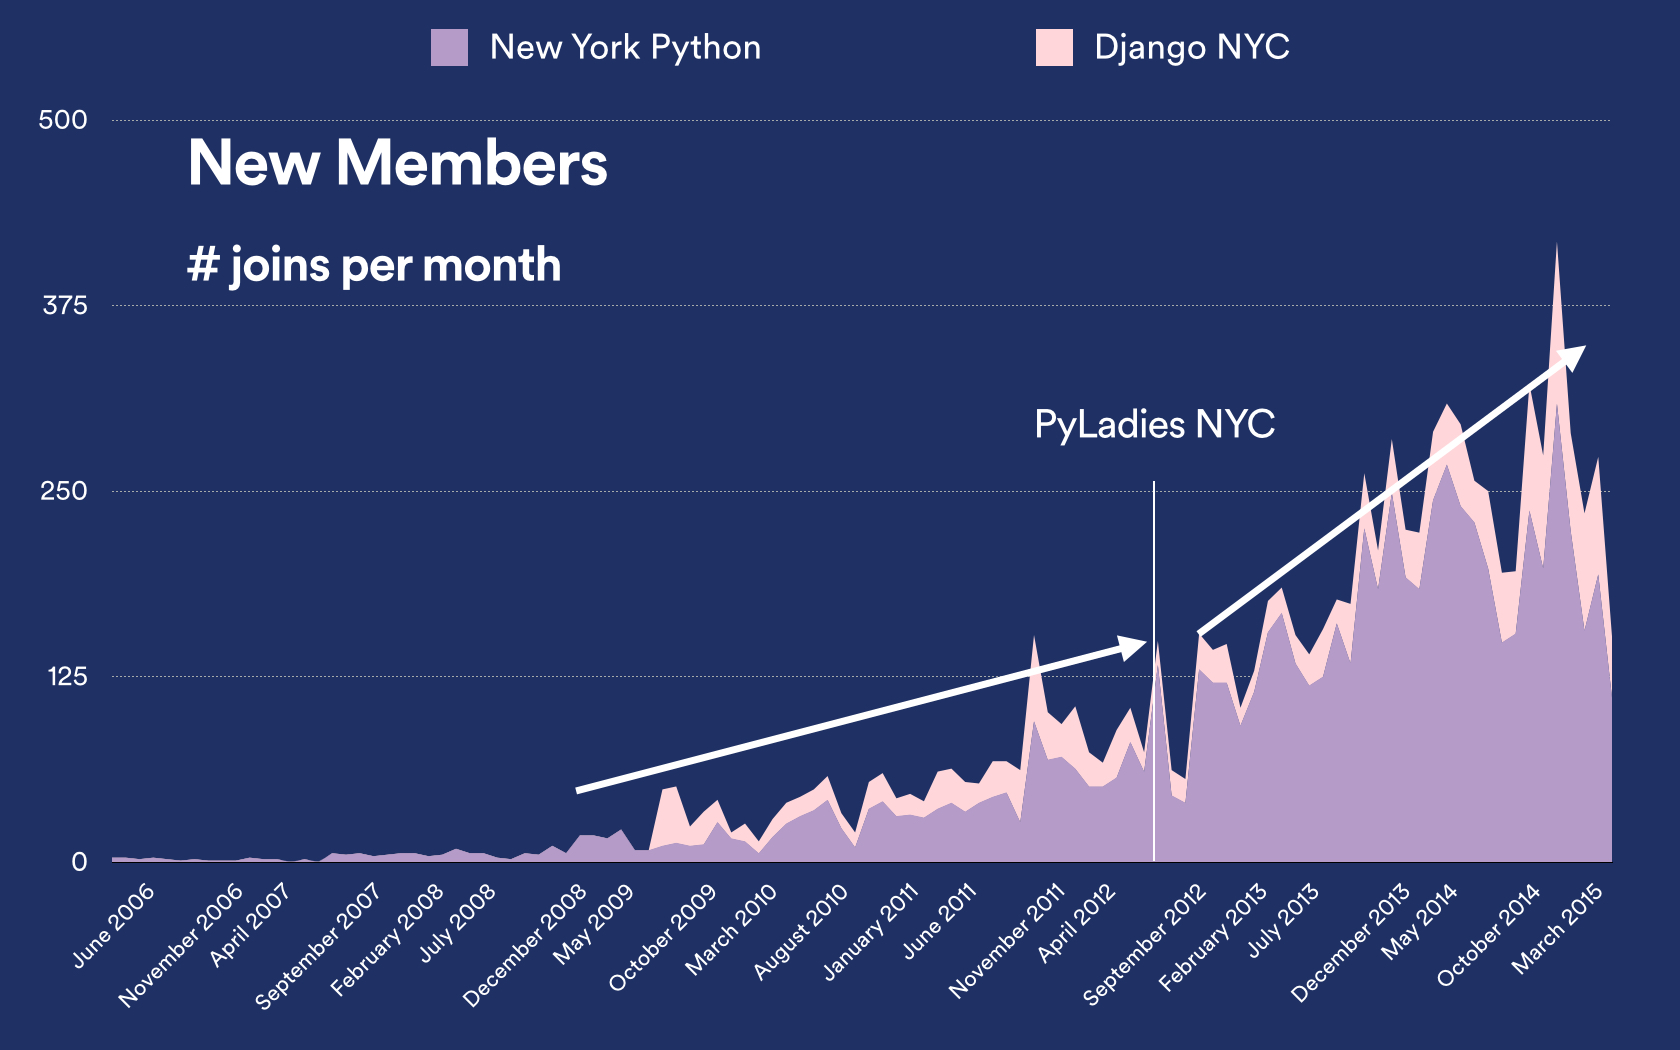 New York Python
Django NYC
500
New Members
# joins per month
375
PyLadies NYC
250
125
0
June 2006
November 2006
April 2007
September 2007
February 2008
July 2008
December 2008
May 2009
October 2009
March 2010
August 2010
January 2011
June 2011
November 2011
April 2012
September 2012
February 2013
July 2013
December 2013
May 2014
October 2014
March 2015